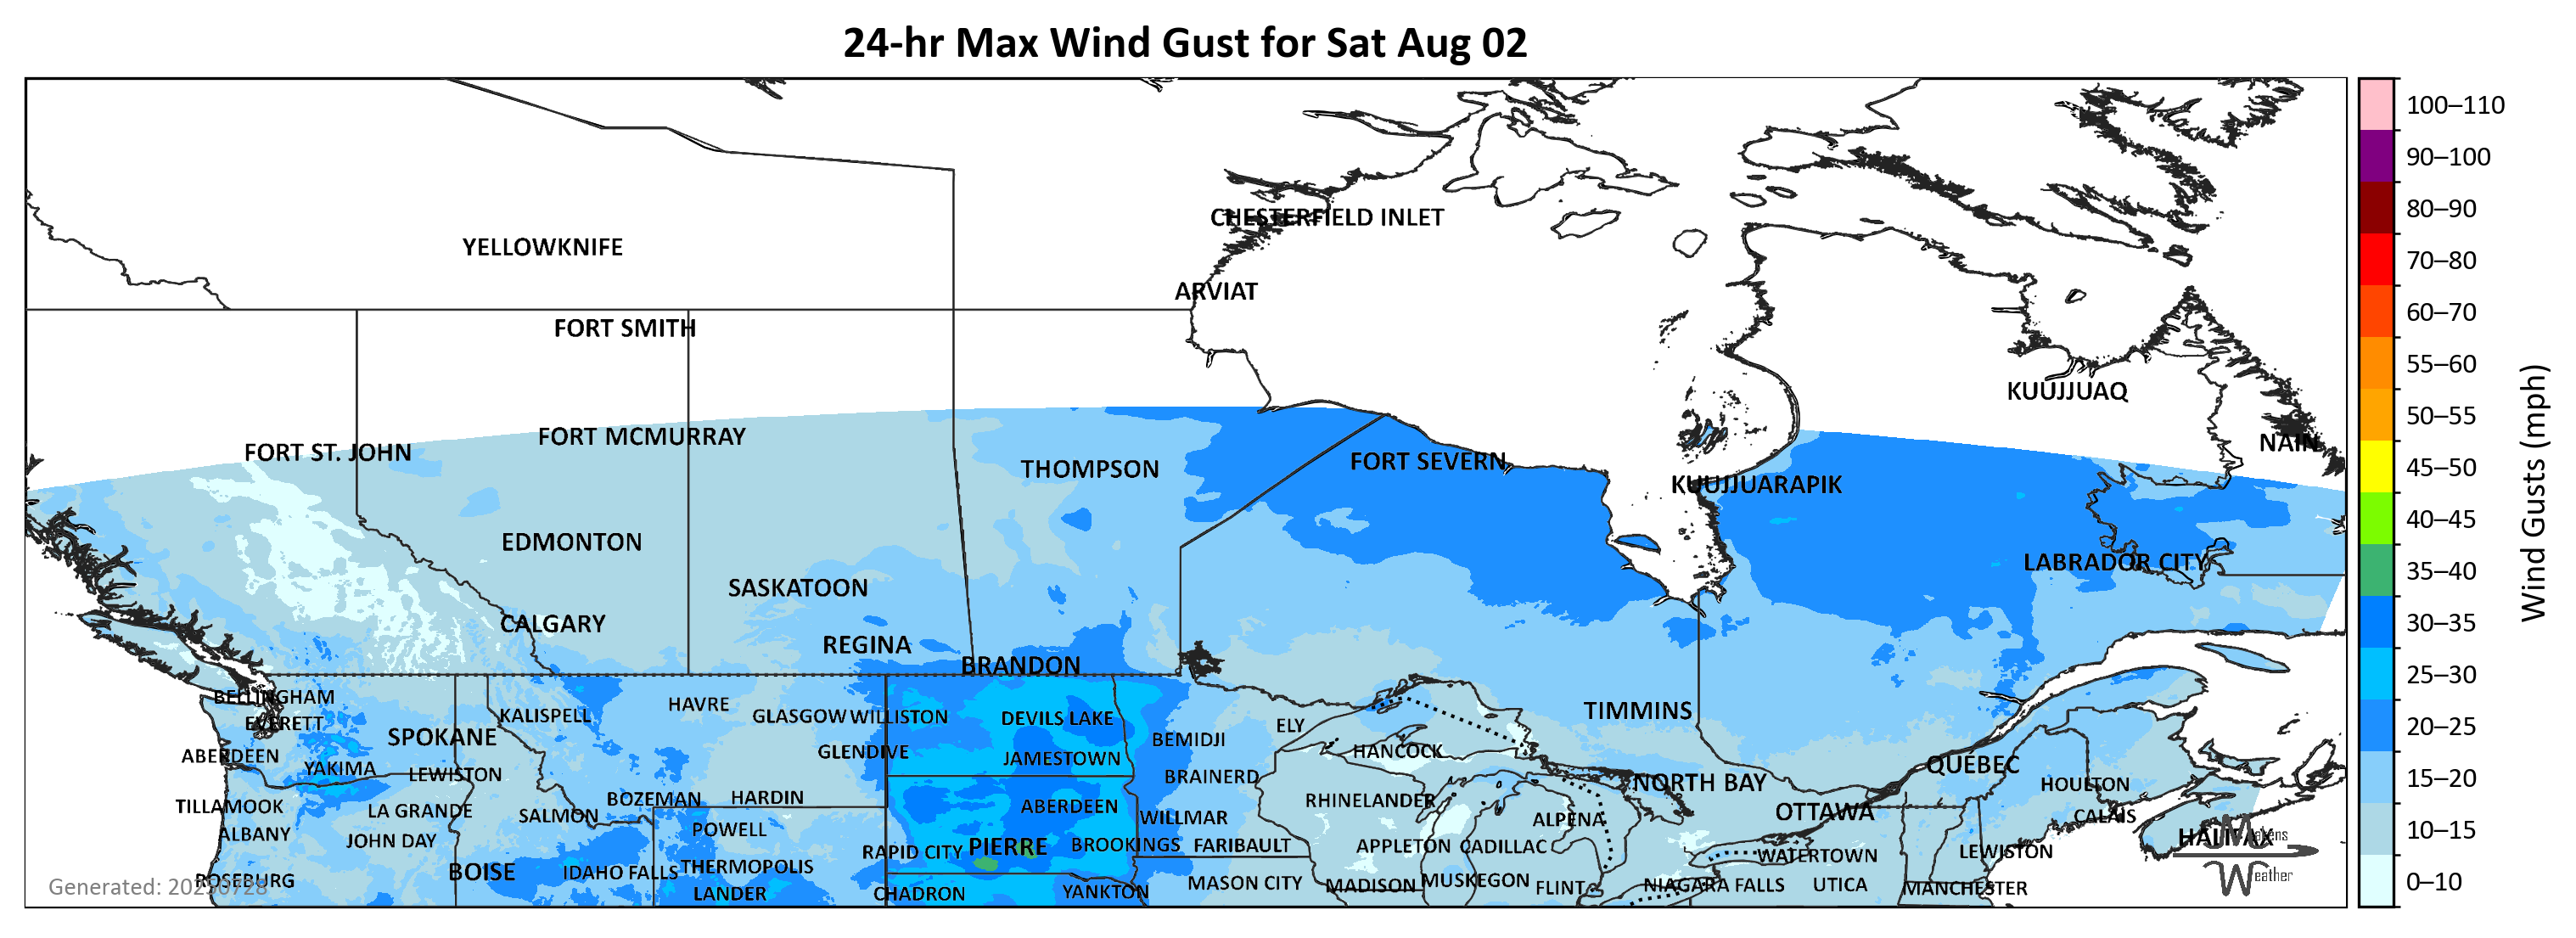 24-hr Max Wind Gust for Sat Aug 02
CHESTERFIELD INLET
YELLOWKNIFE
ARVIAT
FORT SMITH
KUUJJUAQ
FORT MCMURRAY
NAIN
FORT ST. JOHN
FORT SEVERN
THOMPSON
KUUJJUARAPIK
EDMONTON
LABRADOR CITY
SASKATOON
CALGARY
REGINA
BRANDON
BELLINGHAM
HAVRE
TIMMINS
KALISPELL
GLASGOW
WILLISTON
DEVILS LAKE
EVERETT
ELY
SPOKANE
BEMIDJI
GLENDIVE
HANCOCK
ABERDEEN
JAMESTOWN
QUÉBEC
YAKIMA
LEWISTON
BRAINERD
NORTH BAY
HOULTON
BOZEMAN
HARDIN
RHINELANDER
TILLAMOOK
ABERDEEN
LA GRANDE
OTTAWA
SALMON
WILLMAR
ALPENA
CALAIS
POWELL
ALBANY
HALIFAX
JOHN DAY
PIERRE
BROOKINGS
FARIBAULT
APPLETON
CADILLAC
RAPID CITY
LEWISTON
WATERTOWN
THERMOPOLIS
BOISE
IDAHO FALLS
ROSEBURG
MUSKEGON
MASON CITY
MADISON
FLINT
NIAGARA FALLS
UTICA
MANCHESTER
LANDER
CHADRON
YANKTON
Generated: 20250728
Makens
Weather
100–110
90–100
80–90
70–80
60–70
55–60
50–55
45–50
40–45
35–40
30–35
25–30
20–25
15–20
10–15
0–10
Wind Gusts (mph)